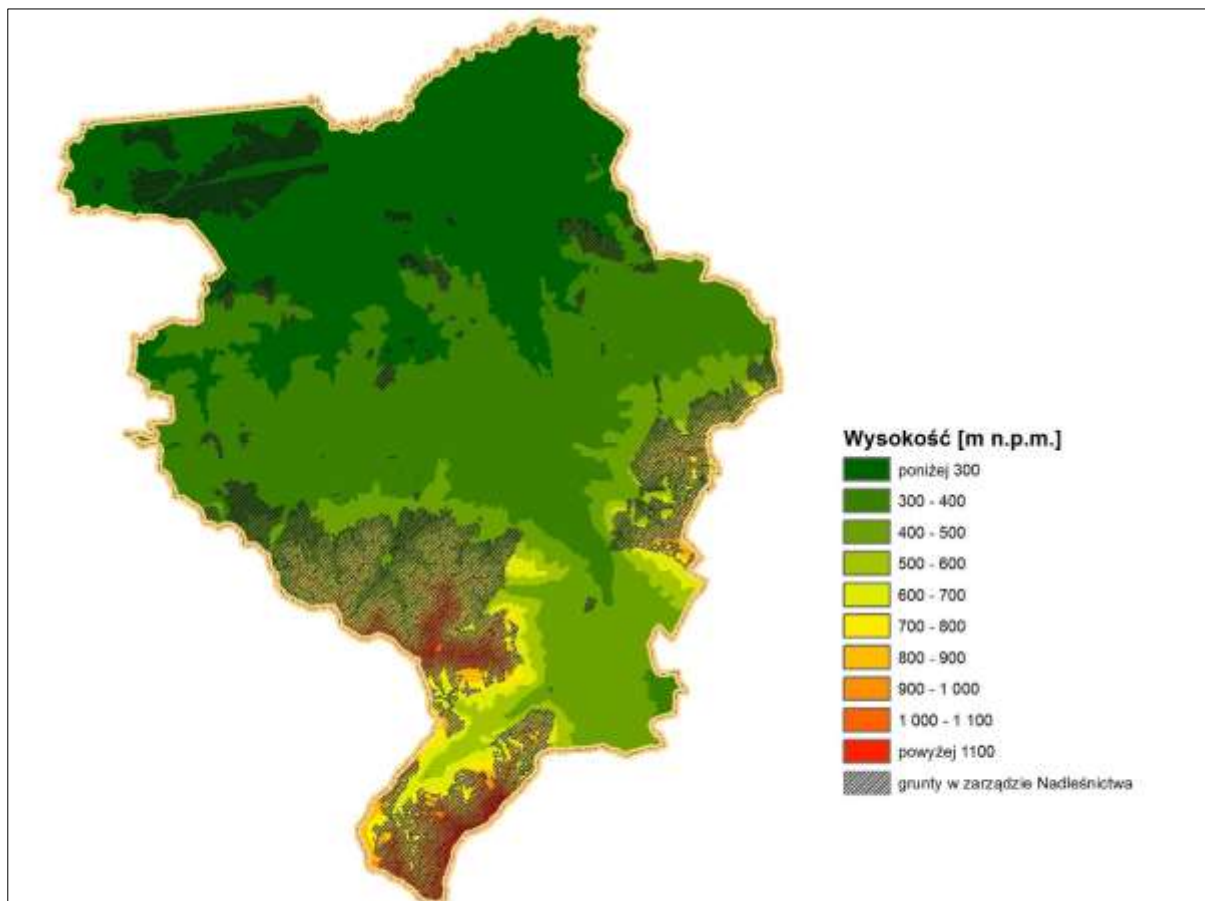 Wysokość [m n.p.m.]
poniżej 300
300 - 400
400 - 500
500 - 600
600 - 700
700 - 800
800 - 900
900 - 1 000
1 000 - 1 100
powyżej 1100
grunty w zarządzie Nadleśnictwa